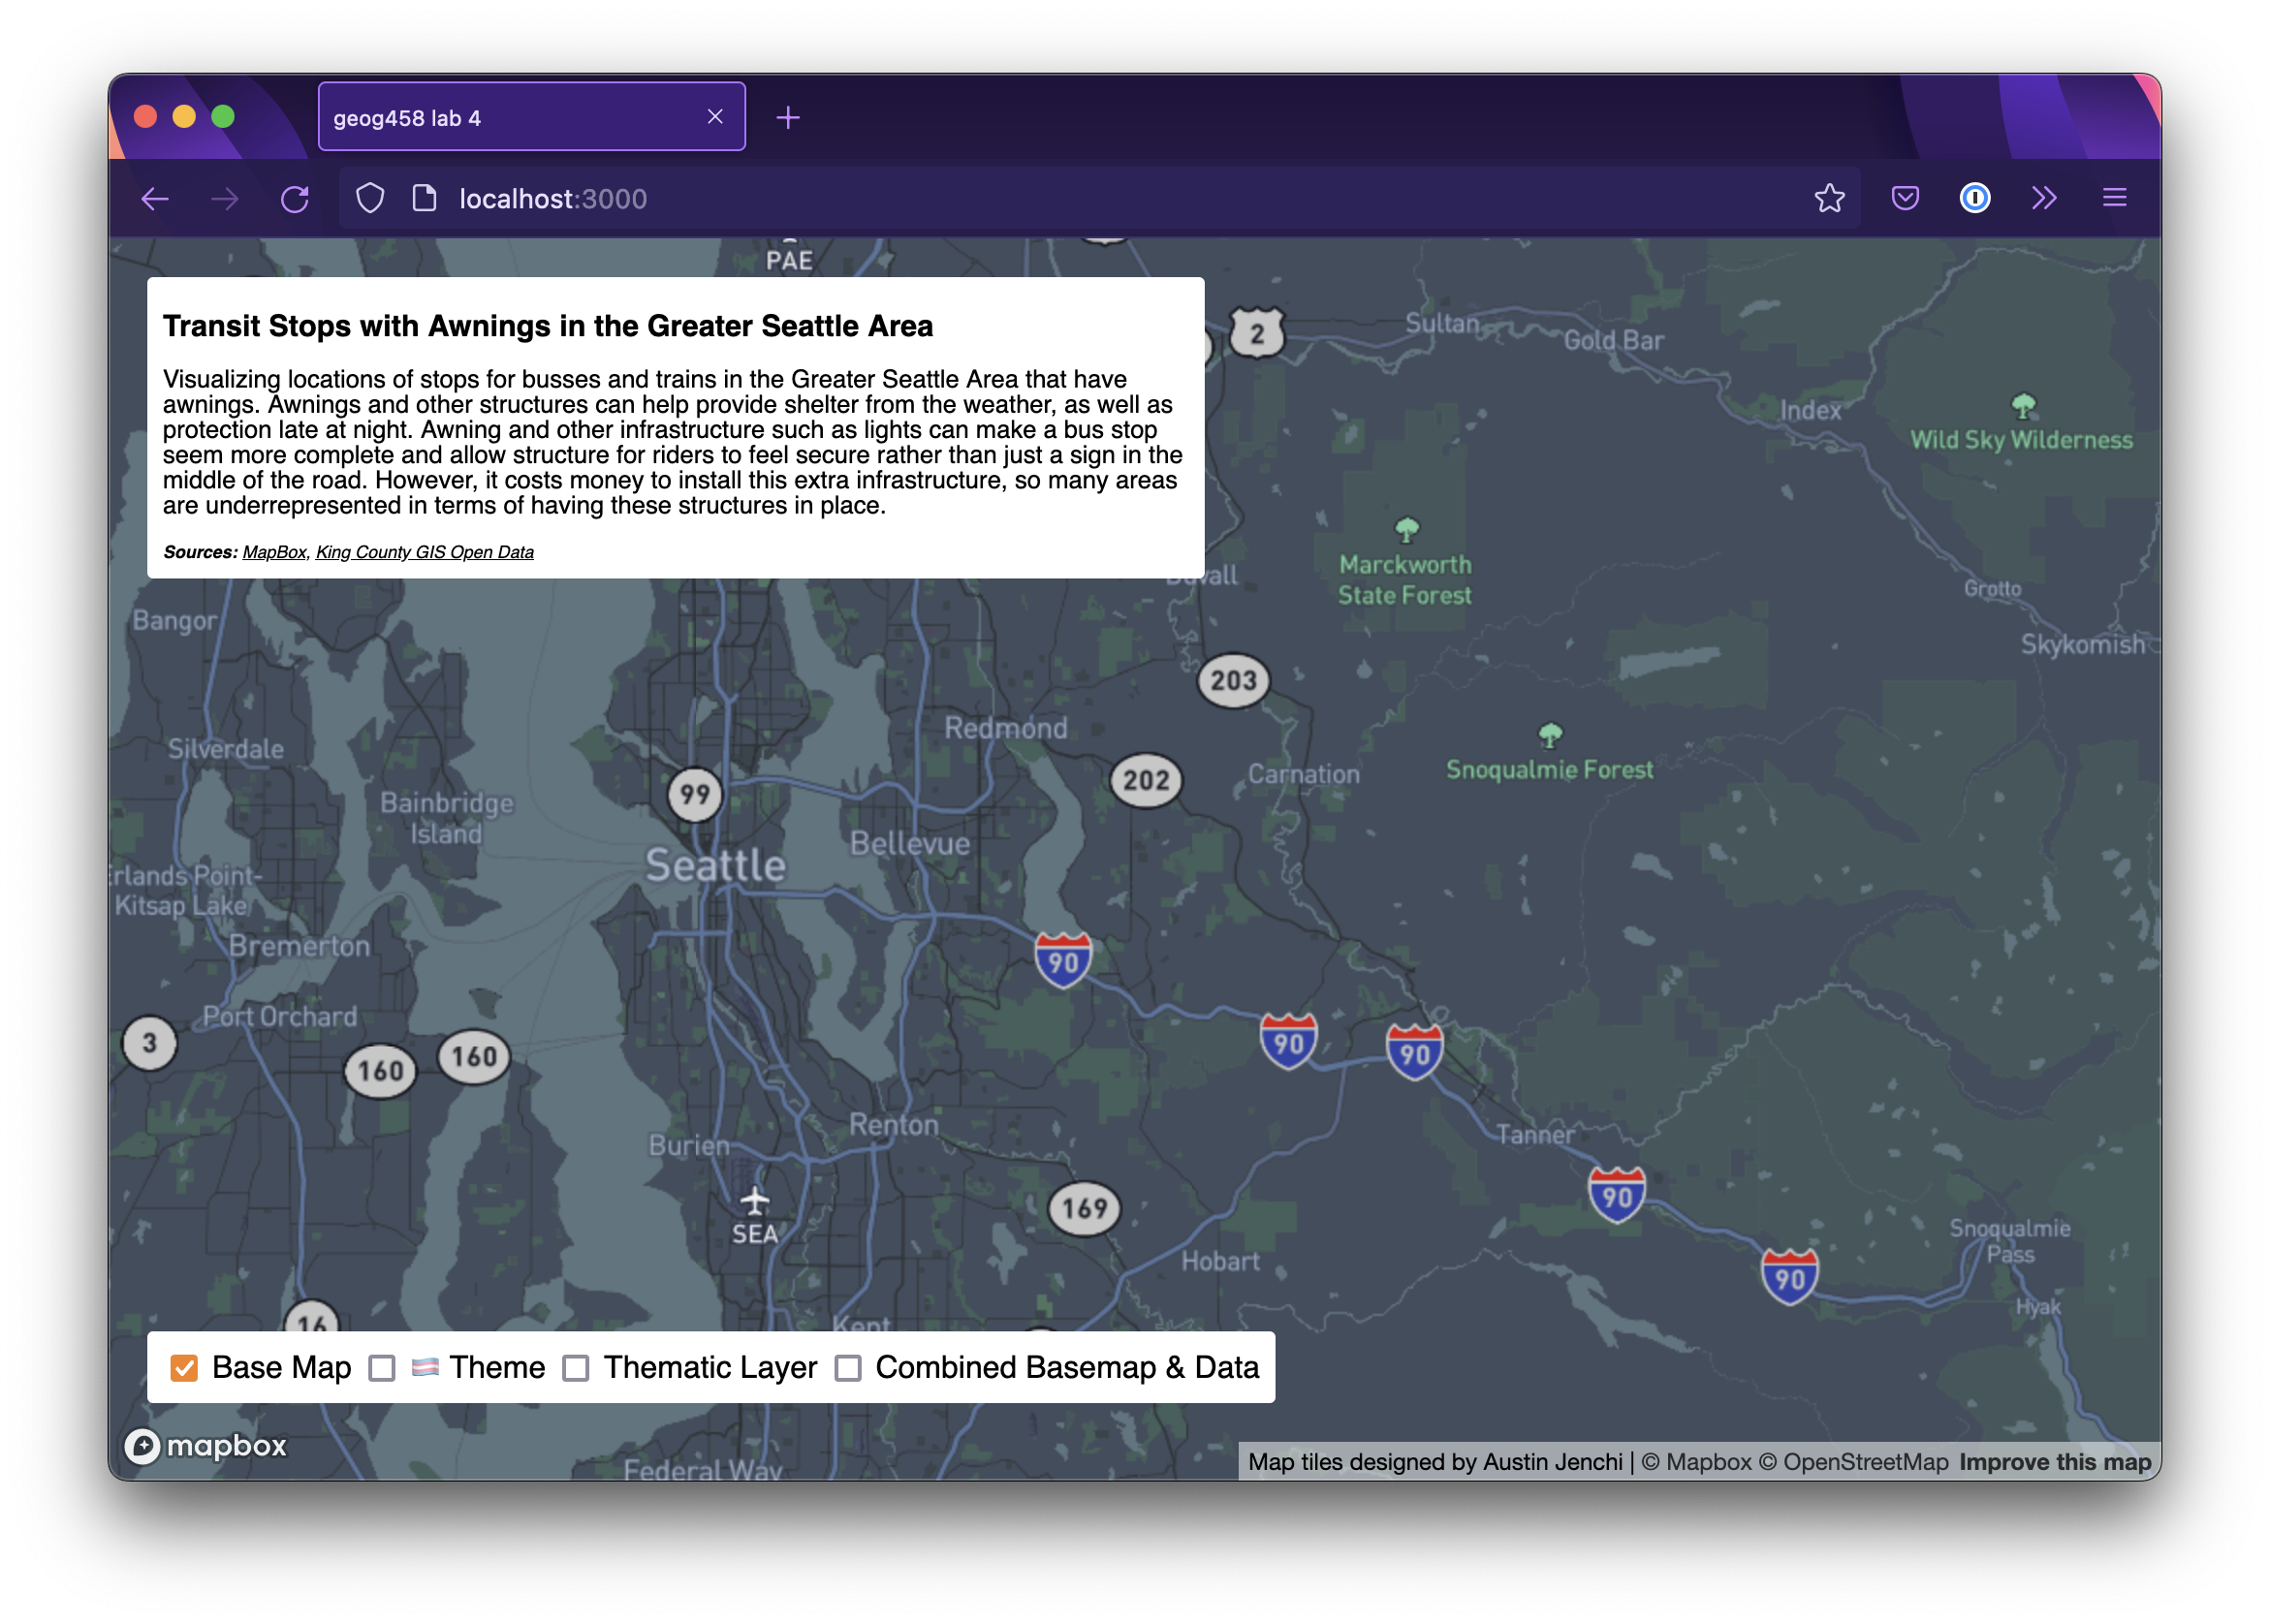 geog458 lab 4
localhost:3000
PAE
Transit Stops with Awnings in the Greater Seattle Area
Visualizing locations of stops for busses and trains in the Greater Seattle Area that have
awnings. Awnings and other structures can help provide shelter from the weather, as well as
protection late at night. Awning and other infrastructure such as lights can make a bus stop
seem more complete and allow structure for riders to feel secure rather than just a sign in the
middle of the road. However, it costs money to install this extra infrastructure, so many areas
are underrepresented in terms of having these structures in place.
Sources: MapBox, King County GIS Open Data
2
Sultan
Gold Bar
Index
Wild Sky Wilderness
Marckworth
State Forest
Grotto
Skykomish
Bangor
203
Redmond
Silverdale
202
Carnation
Snoqualmie Forest
99
Bainbridge
Island
Bellevue
Seattle
Erlands Point-
Kitsap Lake
Bremerton
90
Port Orchard
3
160
160
90
90
Renton
Burien
Tanner
90
SEA
169
Snoqualmie
Pass
Hobart
90
Hyak
16
Kent
Base Map
Theme
Thematic Layer
Combined Basemap & Data
mapbox
Federal Way
Map tiles designed by Austin Jenchi | © Mapbox © OpenStreetMap Improve this map